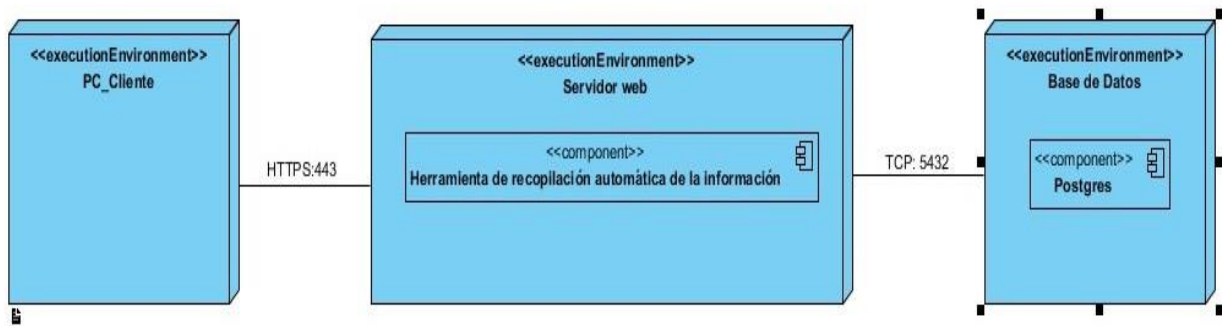 <<executionEnvironment>>
PC_Cliente
HTTPS:443
<<executionEnvironment>>
Servidor web
<<component>>
Herramienta de recopilación automática de la información
TCP: 5432
<<executionEnvironment>>
Base de Datos
<<component>>
Postgres